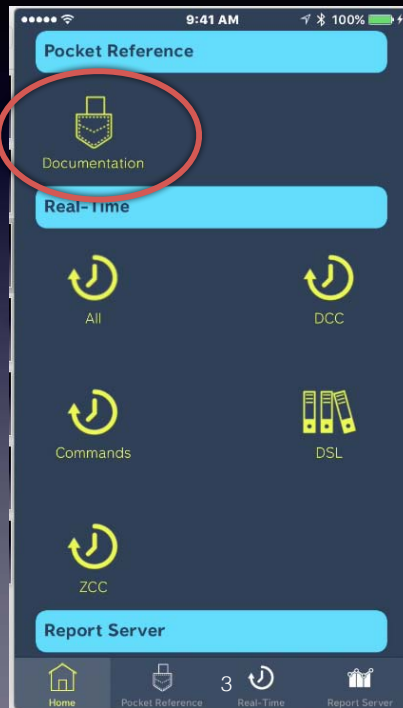 9:41 AM 100%
Pocket Reference
Documentation
Real-Time
All DCC
Commands DSL
ZCC
Report Server
3
Home Pocket Reference Real-Time Report Server